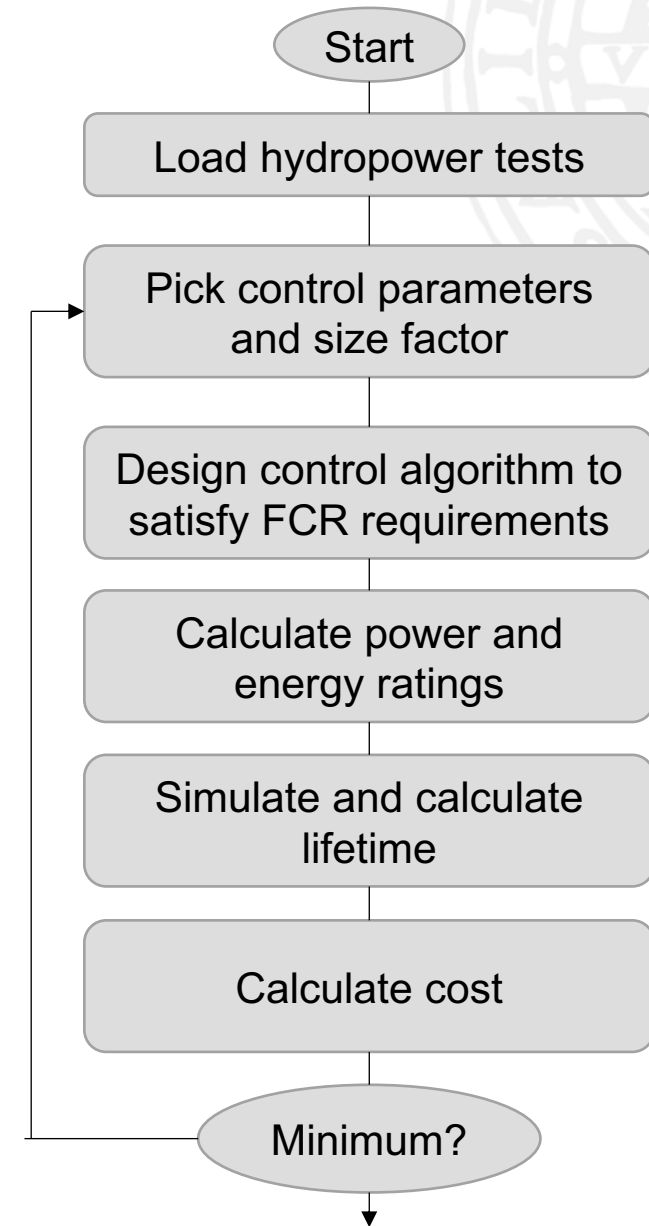 Start
Load hydropower tests
Pick control parameters
and size factor
Design control algorithm to
satisfy FCR requirements
Calculate power and
energy ratings
Simulate and calculate
lifetime
Calculate cost
Minimum?